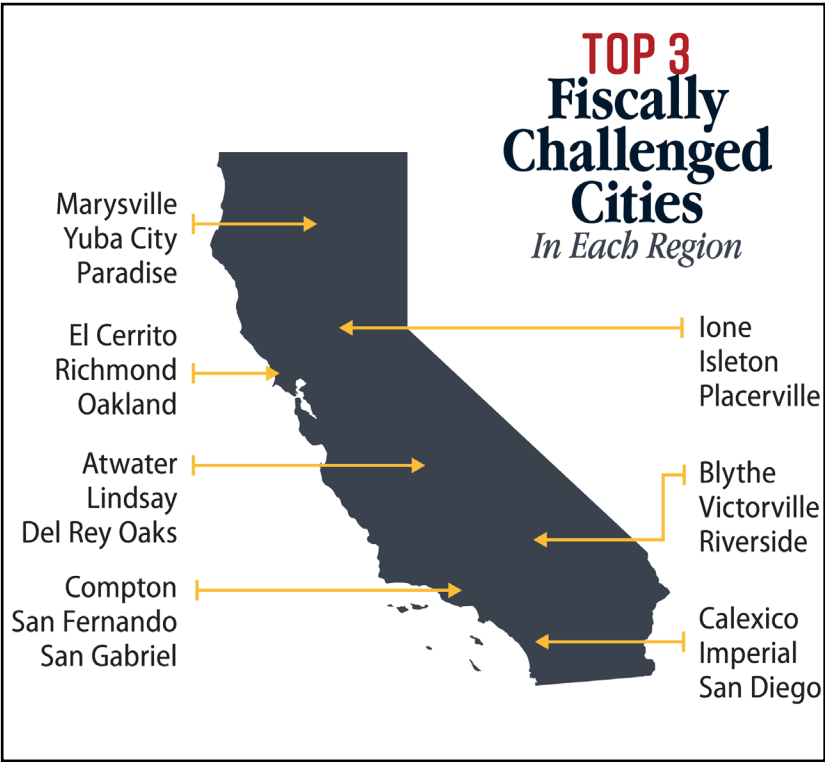 TOP 3
Fiscally
Challenged
Cities
In Each Region
Marysville
Yuba City
Paradise
El Cerrito
Richmond
Oakland
Atwater
Lindsay
Del Rey Oaks
Compton
San Fernando
San Gabriel
Ione
Isleton
Placerville
Blythe
Victorville
Riverside
Calexico
Imperial
San Diego